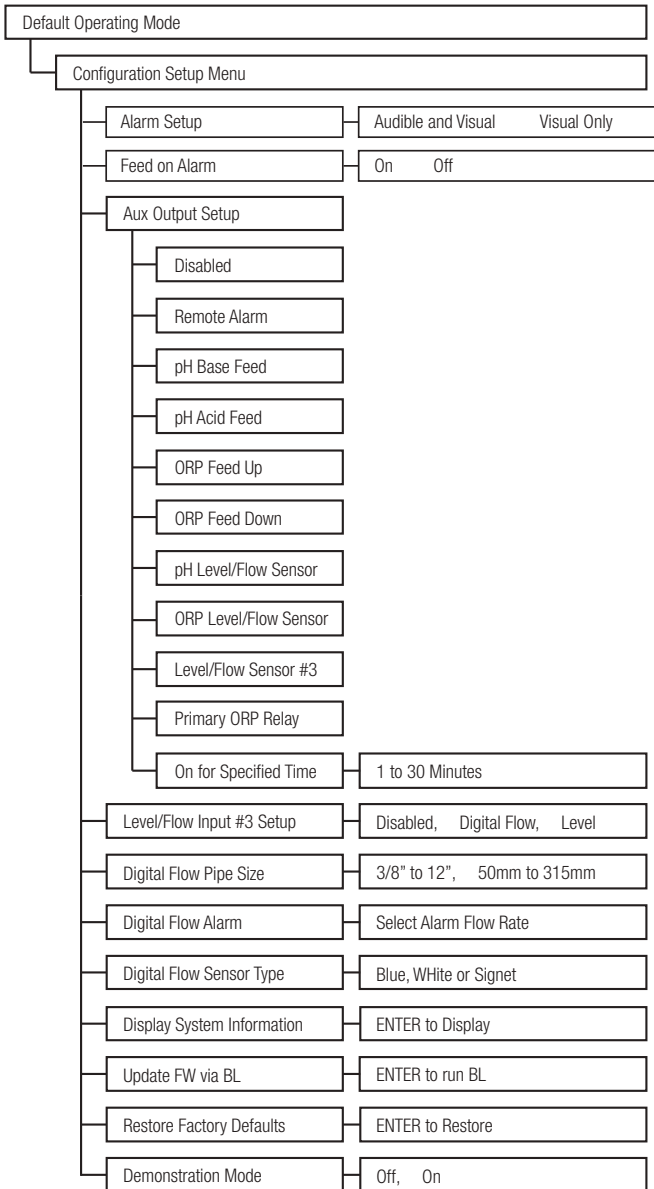 Default Operating Mode
Configuration Setup Menu
Alarm Setup Audible and Visual Visual Only
Feed on Alarm On Off
Aux Output Setup
Disabled
Remote Alarm
pH Base Feed
pH Acid Feed
ORP Feed Up
ORP Feed Down
pH Level/Flow Sensor
ORP Level/Flow Sensor
Level/Flow Sensor #3
Primary ORP Relay
On for Specified Time 1 to 30 Minutes
Level/Flow Input #3 Setup Disabled, Digital Flow, Level
Digital Flow Pipe Size 3/8" to 12", 50mm to 315mm
Digital Flow Alarm Select Alarm Flow Rate
Digital Flow Sensor Type Blue, WHite or Signet
Display System Information ENTER to Display
Update FW via BL ENTER to run BL
Restore Factory Defaults ENTER to Restore
Demonstration Mode Off, On